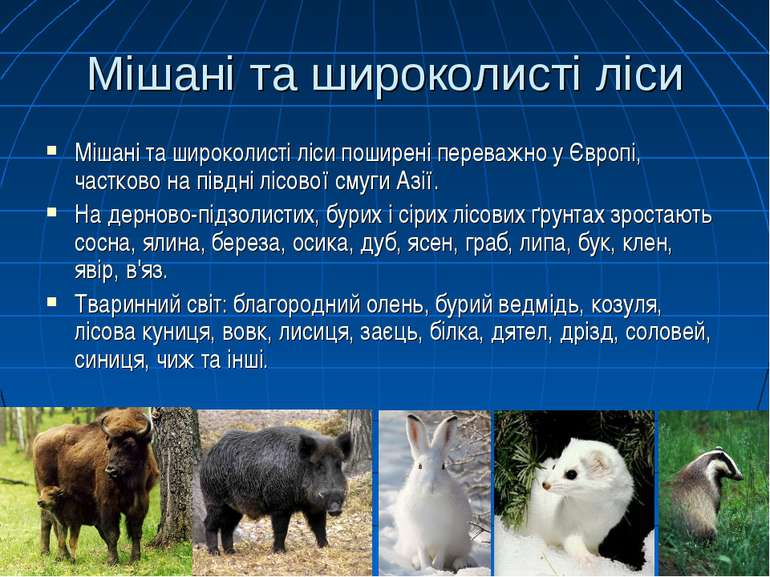 Мішані та широколисті ліси
Мішані та широколисті ліси поширені переважно у Європі,
частково на півдні лісової смуги Азії.
На дерново-підзолистих, бурих і сірих лісових ґрунтах зростають
сосна, ялина, береза, осика, дуб, ясен, граб, липа, бук, клен,
явір, в'яз.
Тваринний світ: благородний олень, бурий ведмідь, козуля,
лісова куниця, вовк, лисиця, заєць, білка, дятел, дрізд, соловей,
синиця, чиж та інші.